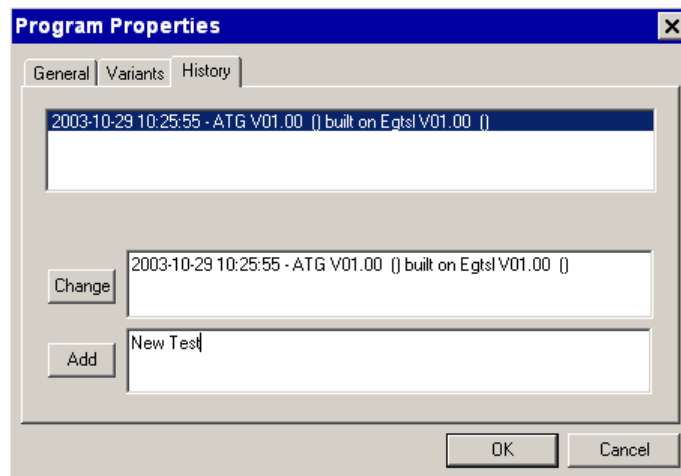 Program Properties
General
Variants
History
2003-10-29 10:25:55 - ATG V01.00 () built on Egtsl V01.00 ()
2003-10-29 10:25:55 - ATG V01.00 () built on Egtsl V01.00 ()
Change
New Test
Add
OK
Cancel